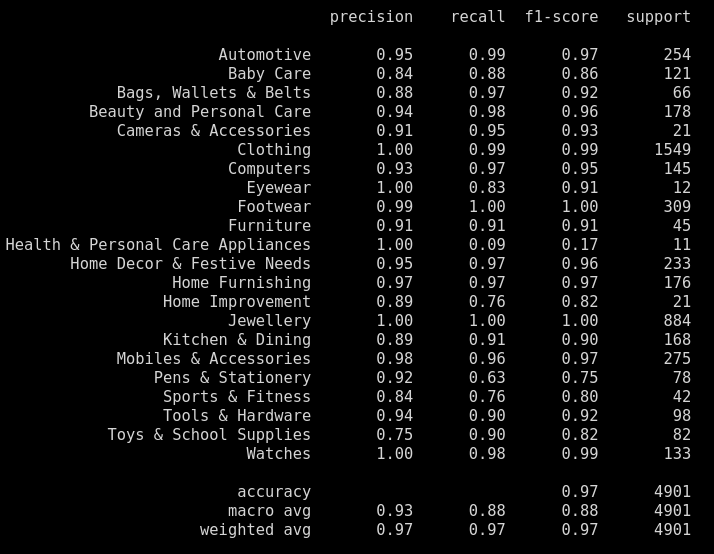 precision recall f1-score support
Automotive 0.95 0.99 0.97 254
Baby Care 0.84 0.88 0.86 121
Bags, Wallets & Belts 0.88 0.97 0.92 66
Beauty and Personal Care 0.94 0.98 0.96 178
Cameras & Accessories 0.91 0.95 0.93 21
Clothing 1.00 0.99 0.99 1549
Computers 0.93 0.97 0.95 145
Eyewear 1.00 0.83 0.91 12
Footwear 0.99 1.00 1.00 309
Furniture 0.91 0.91 0.91 45
Health & Personal Care Appliances 1.00 0.09 0.17 11
Home Decor & Festive Needs 0.95 0.97 0.96 233
Home Furnishing 0.97 0.97 0.97 176
Home Improvement 0.89 0.76 0.82 21
Jewellery 1.00 1.00 1.00 884
Kitchen & Dining 0.89 0.91 0.90 168
Mobiles & Accessories 0.98 0.96 0.97 275
Pens & Stationery 0.92 0.63 0.75 78
Sports & Fitness 0.84 0.76 0.80 42
Tools & Hardware 0.94 0.90 0.92 98
Toys & School Supplies 0.75 0.90 0.82 82
Watches 1.00 0.98 0.99 133
accuracy 0.97 4901
macro avg 0.93 0.88 0.88 4901
weighted avg 0.97 0.97 0.97 4901